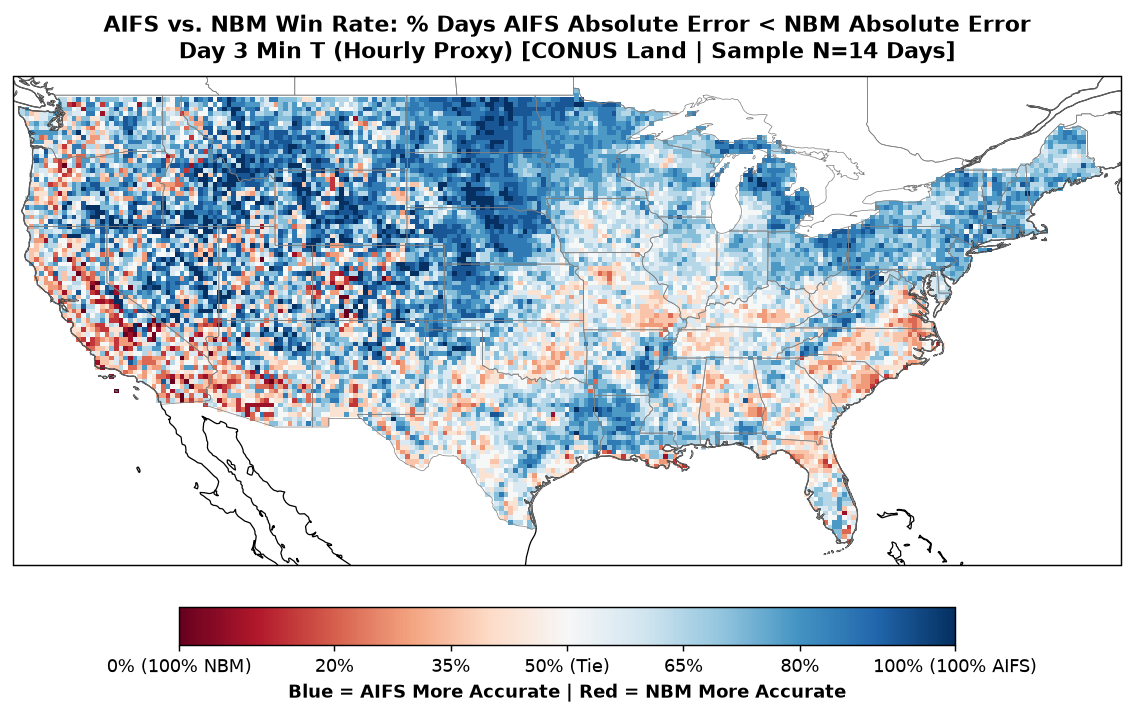 AIFS vs. NBM Win Rate: % Days AIFS Absolute Error < NBM Absolute Error
Day 3 Min T (Hourly Proxy) [CONUS Land | Sample N=14 Days]
0% (100% NBM) 20% 35% 50% (Tie) 65% 80% 100% (100% AIFS)
Blue = AIFS More Accurate | Red = NBM More Accurate